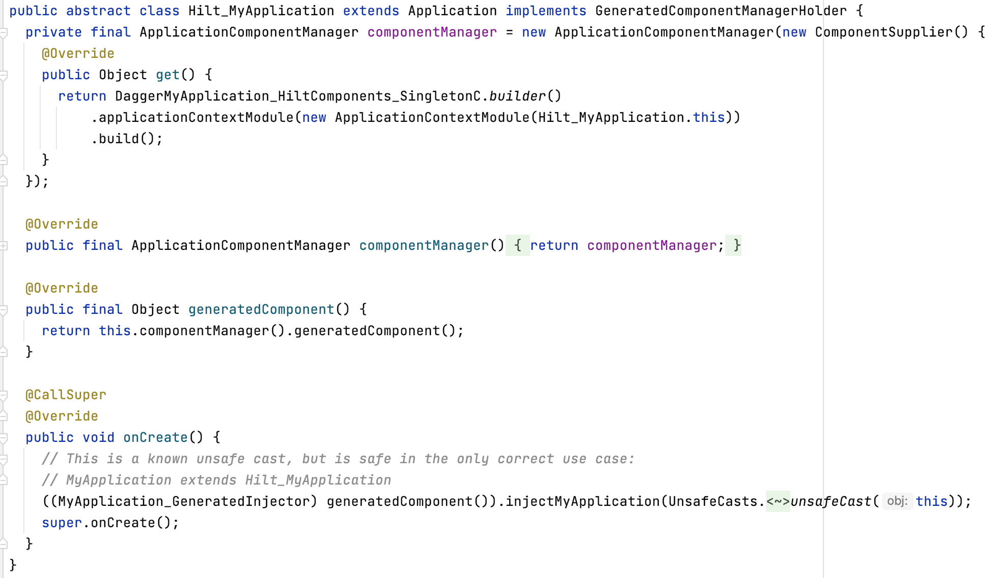 public abstract class Hilt_MyApplication extends Application implements GeneratedComponentManagerHolder {
  private final ApplicationComponentManager componentManager = new ApplicationComponentManager(new ComponentSupplier() {
    @Override
    public Object get() {
      return DaggerMyApplication_HiltComponents_SingletonC.builder()
          .applicationContextModule(new ApplicationContextModule(Hilt_MyApplication.this))
          .build();
    }
  });

  @Override
  public final ApplicationComponentManager componentManager() { return componentManager; }

  @Override
  public final Object generatedComponent() {
    return this.componentManager().generatedComponent();
  }

  @CallSuper
  @Override
  public void onCreate() {
    // This is a known unsafe cast, but is safe in the only correct use case:
    // MyApplication extends Hilt_MyApplication
    ((MyApplication_GeneratedInjector) generatedComponent()).injectMyApplication(UnsafeCasts.<~>unsafeCast( obj: this));
    super.onCreate();
  }
}